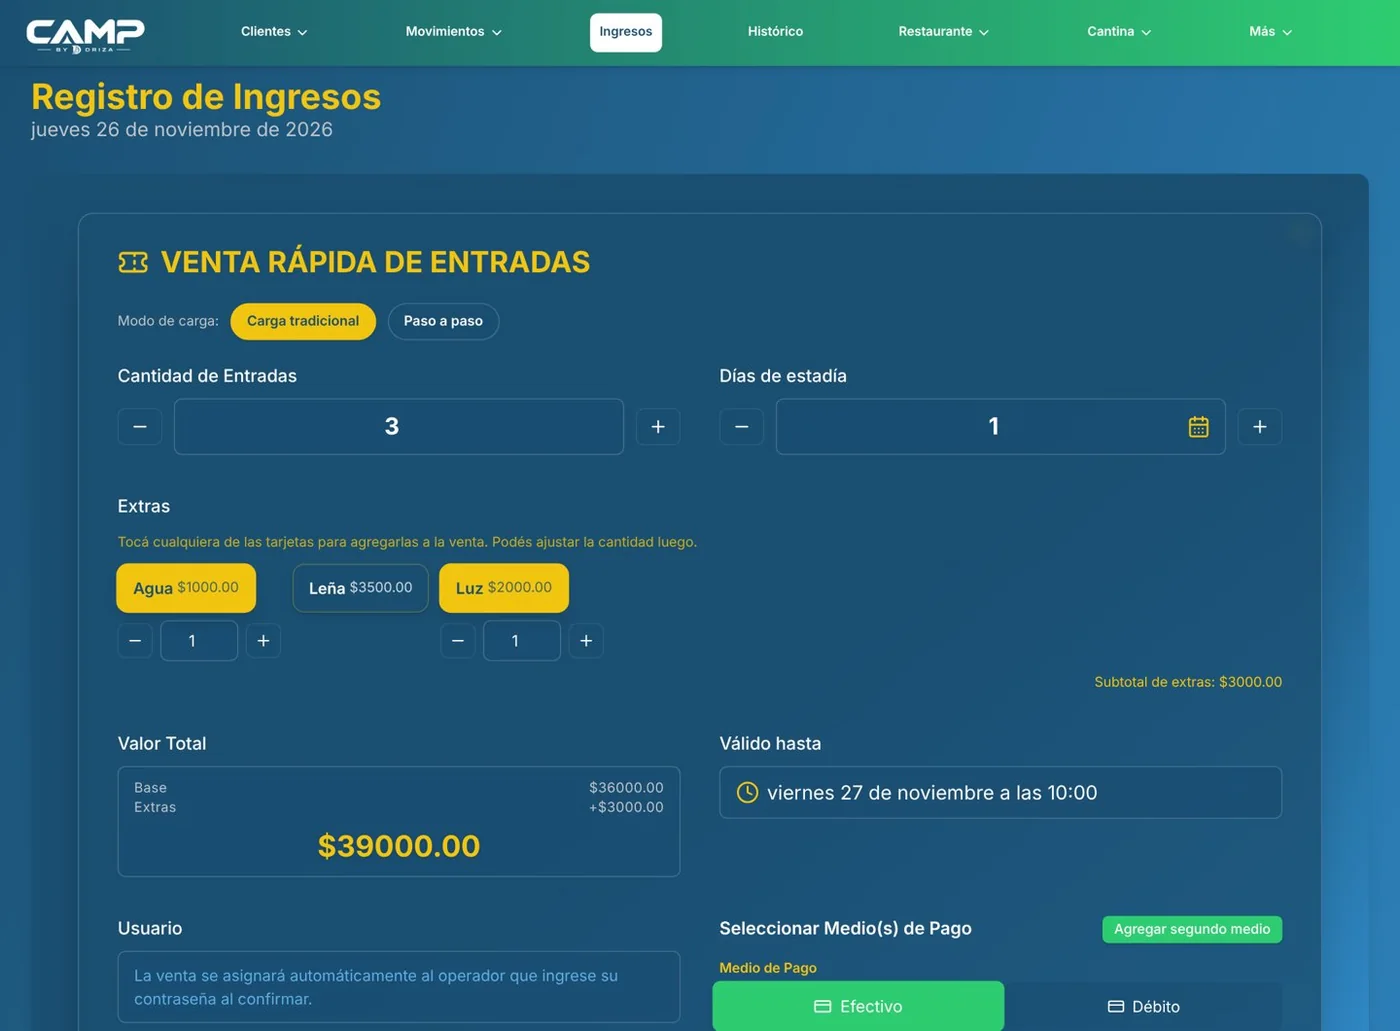 CAMP
BY DORIZA
Clientes
Movimientos
Ingresos
Histórico
Restaurante
Cantina
Más
Registro de Ingresos
jueves 26 de noviembre de 2026
VENTA RÁPIDA DE ENTRADAS
Modo de carga:
Carga tradicional
Paso a paso
Cantidad de Entradas
3
Días de estadía
1
Extras
Tocá cualquiera de las tarjetas para agregarlas a la venta. Podés ajustar la cantidad luego.
Agua $1000.00
Leña $3500.00
Luz $2000.00
1
1
Subtotal de extras: $3000.00
Valor Total
Base $36000.00
Extras +$3000.00
$39000.00
Válido hasta
viernes 27 de noviembre a las 10:00
Usuario
La venta se asignará automáticamente al operador que ingrese su
contraseña al confirmar.
Seleccionar Medio(s) de Pago
Agregar segundo medio
Medio de Pago
Efectivo
Débito